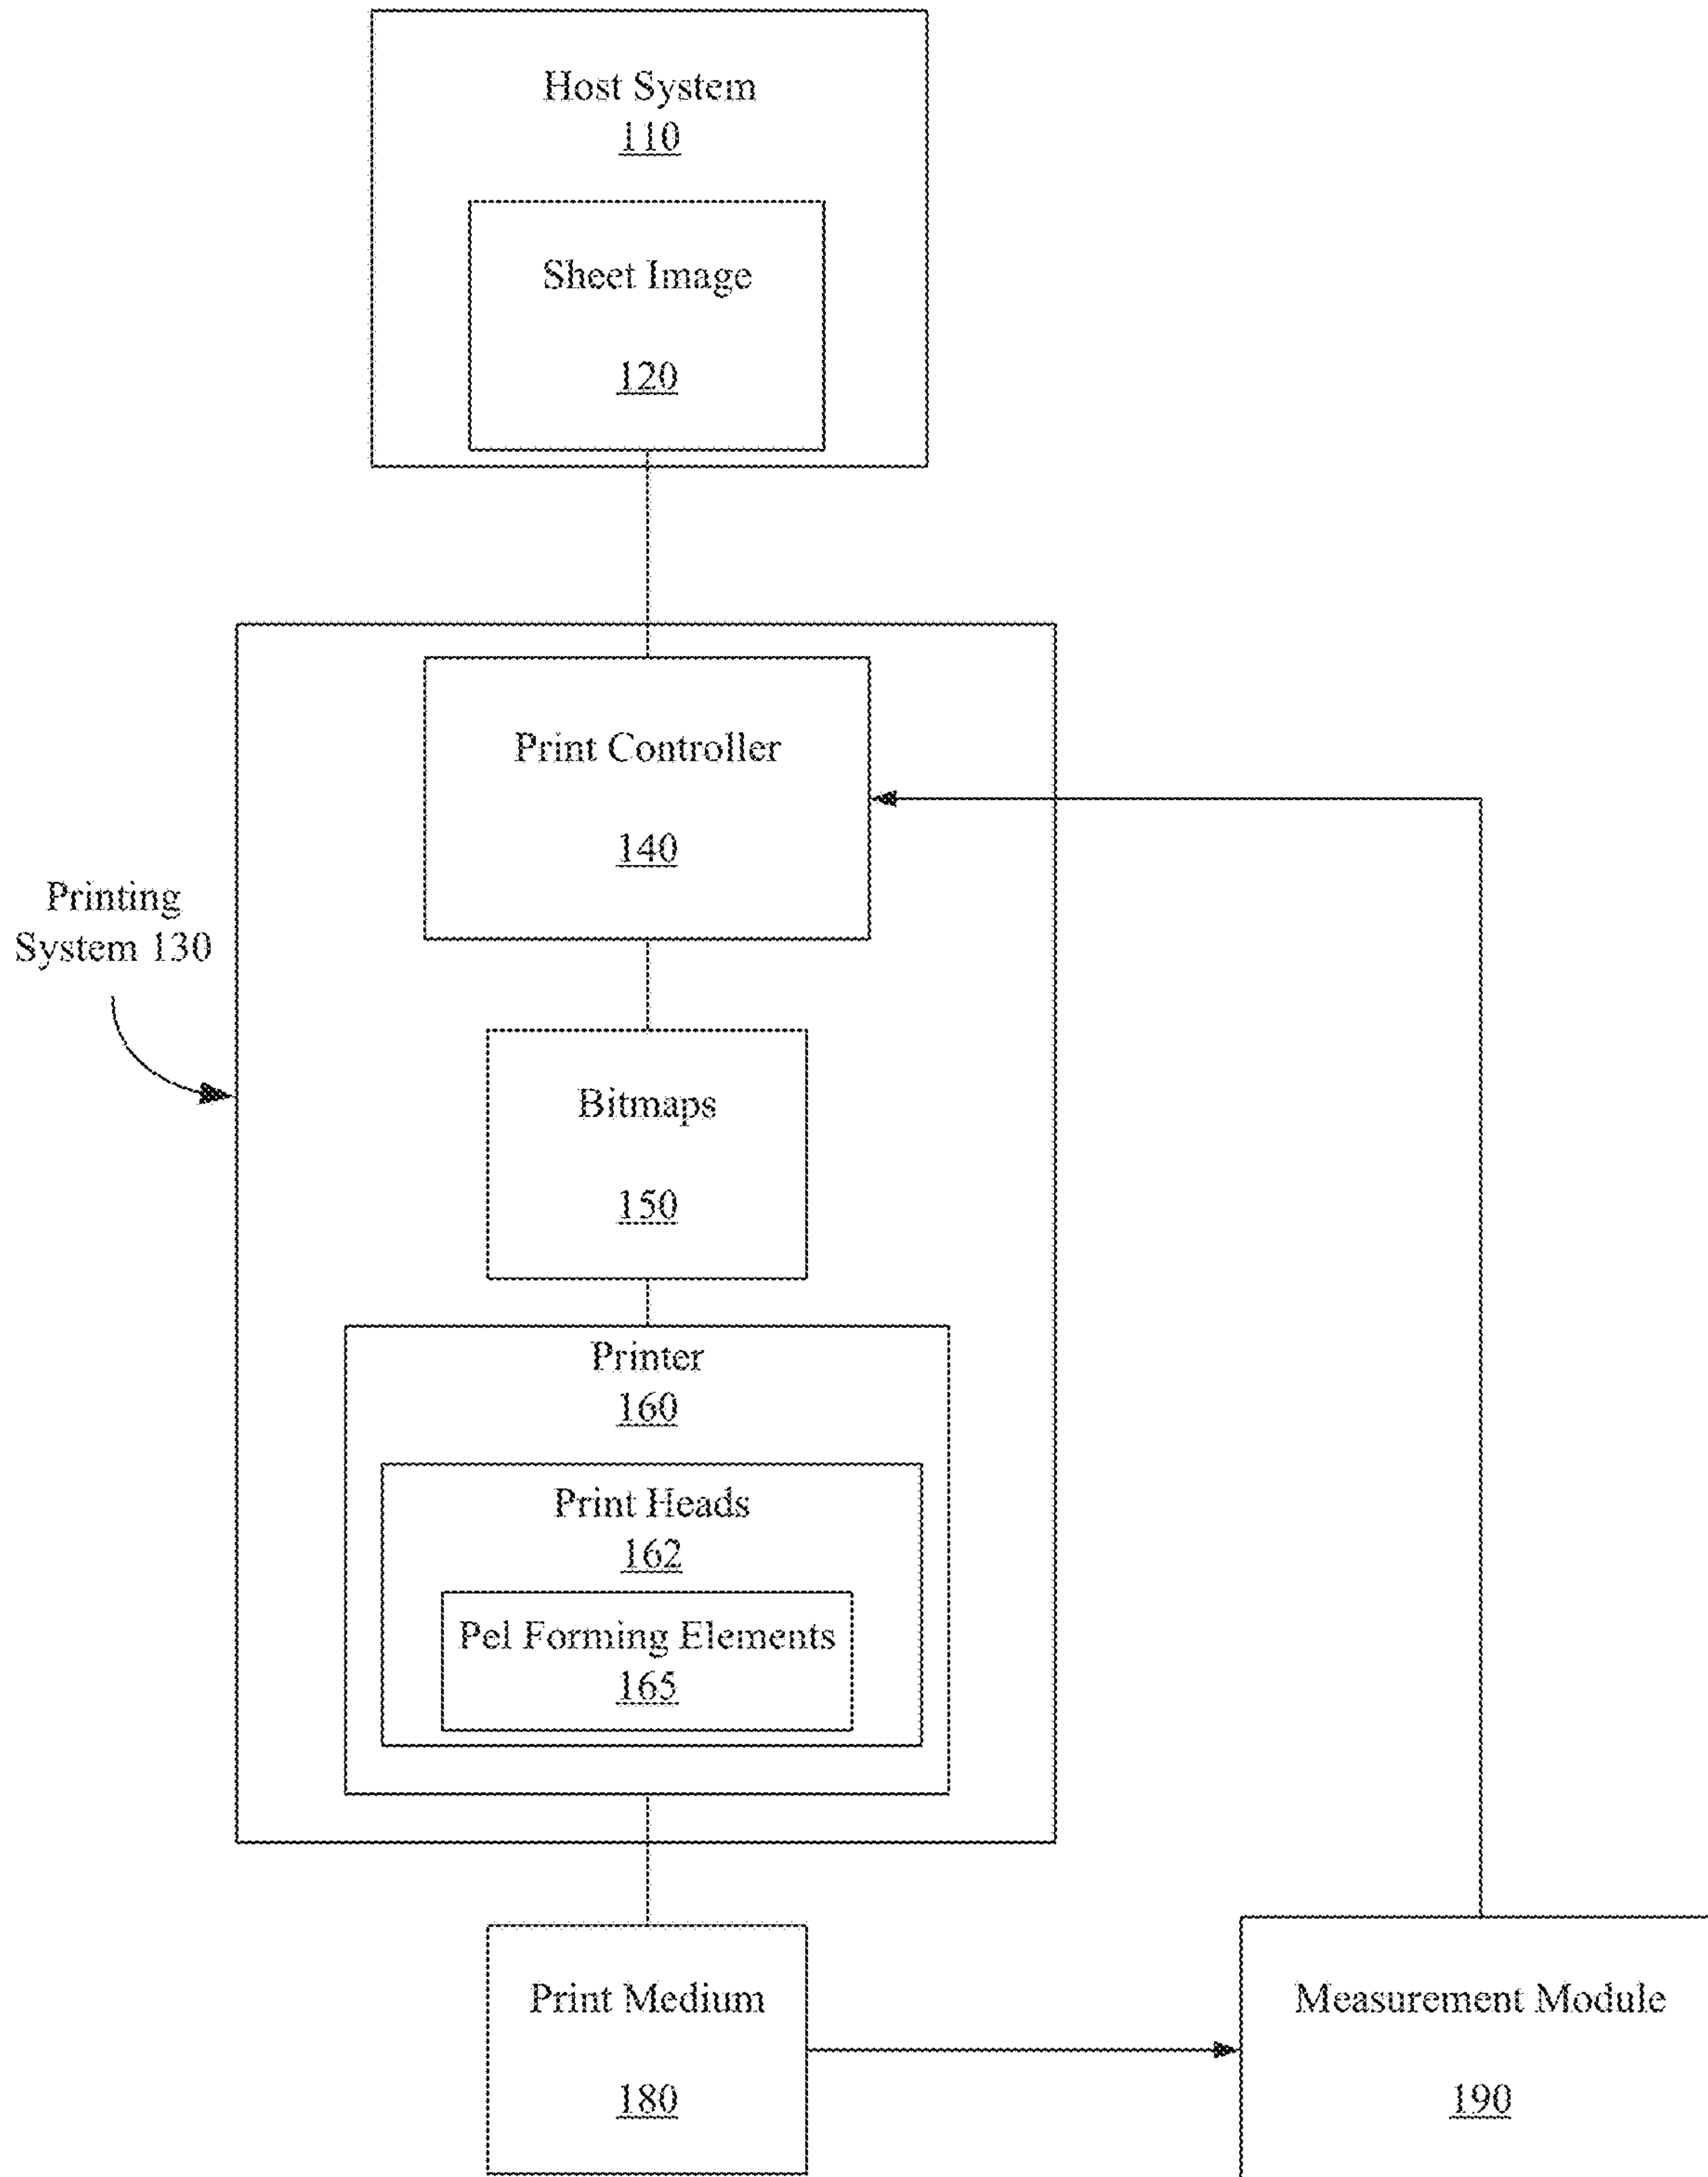 Host System
110
Sheet Image
120
Print Controller
140
Printing
System 130
Bitmaps
150
Printer
160
Print Heads
162
Pel Forming Elements
165
Print Medium
180
Measurement Module
190